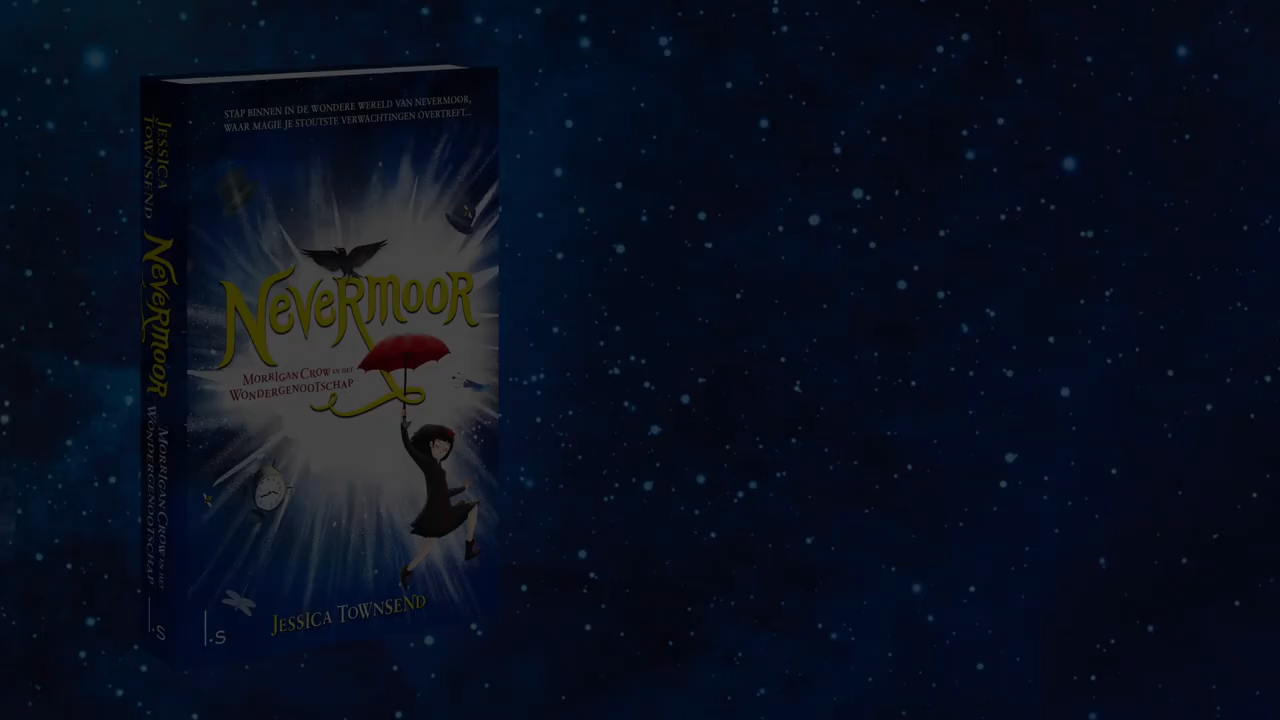 STAP BINNEN IN DE WONDERE WERELD VAN NEVERMOOR,
WAAR MAGIE JE STOUTSTE VERWACHTINGEN OVERTREFT...
NEVERMOOR
MORRIGAN CROW EN HET
WONDERGENOOTSCHAP
JESSICA TOWNSEND
L.S
JESSICA
TOWNSEND
NEVERMOOR
MORRIGAN CROW EN HET
WONDERGENOOTSCHAP
L.S